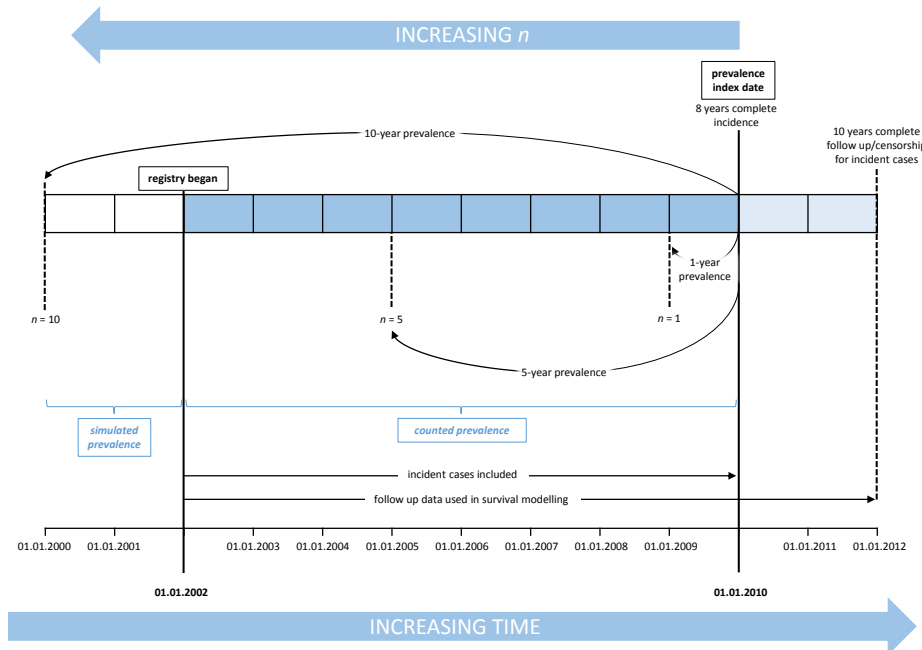 INCREASING n
prevalence
index date
8 years complete
incidence
10-year prevalence
10 years complete
follow up/censorship
for incident cases
registry began
1-year
prevalence
n = 10
n = 5
n = 1
5-year prevalence
simulated
prevalence
counted prevalence
incident cases included
follow up data used in survival modelling
01.01.2000
01.01.2001
01.01.2003
01.01.2004
01.01.2005
01.01.2006
01.01.2007
01.01.2008
01.01.2009
01.01.2011
01.01.2012
01.01.2002
01.01.2010
INCREASING TIME